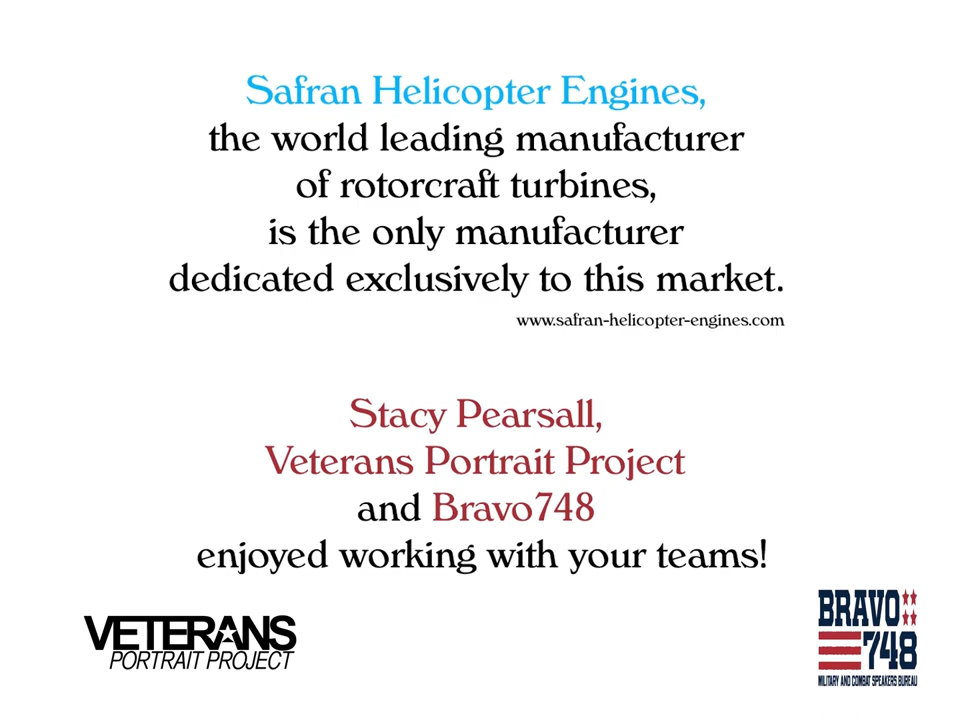 Safran Helicopter Engines,
the world leading manufacturer
of rotorcraft turbines,
is the only manufacturer
dedicated exclusively to this market.
www.safran-helicopter-engines.com
Stacy Pearsall,
Veterans Portrait Project
and Bravo748
enjoyed working with your teams!
VETERANS
PORTRAIT PROJECT
BRAVO
748
MILITARY AND COMBAT SPEAKERS BUREAU